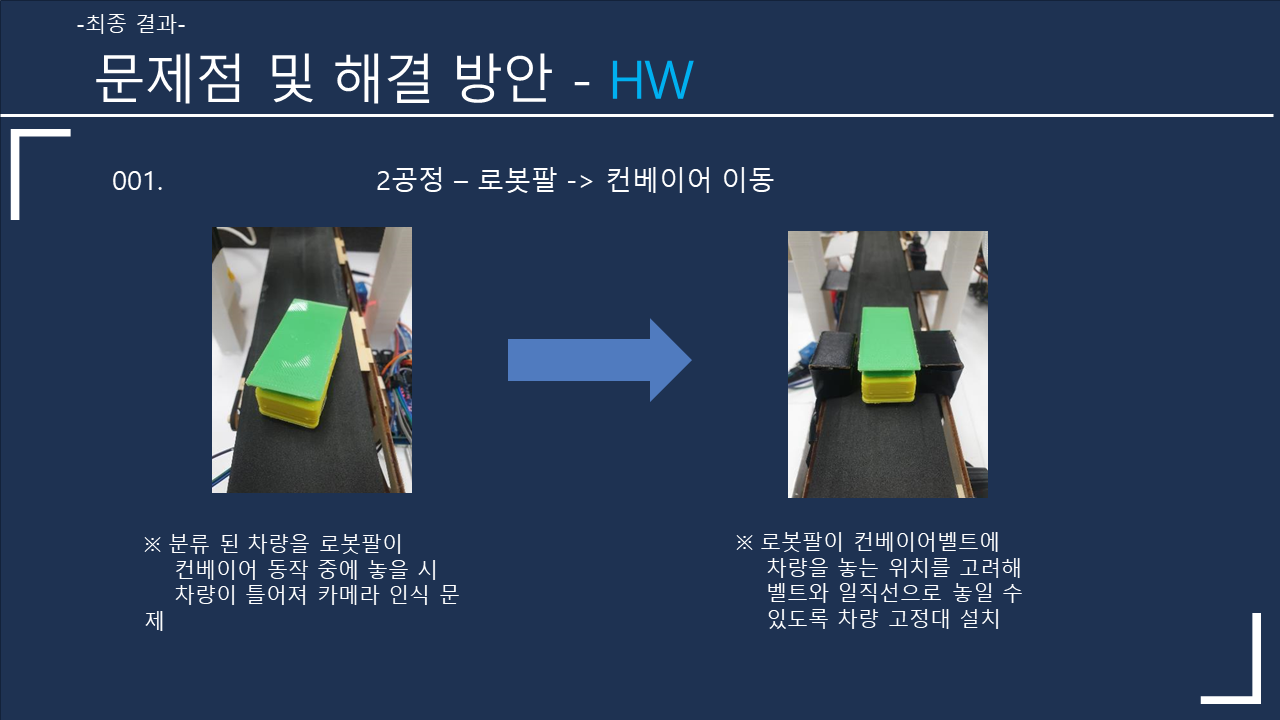 -최종 결과-
문제점 및 해결 방안 - HW
001.
2공정 – 로봇팔 -> 컨베이어 이동
※ 분류 된 차량을 로봇팔이
컨베이어 동작 중에 놓을 시
차량이 틀어져 카메라 인식 문
제
※ 로봇팔이 컨베이어벨트에
차량을 놓는 위치를 고려해
벨트와 일직선으로 놓일 수
있도록 차량 고정대 설치